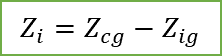 Z_i = Z_cg − Z_ig